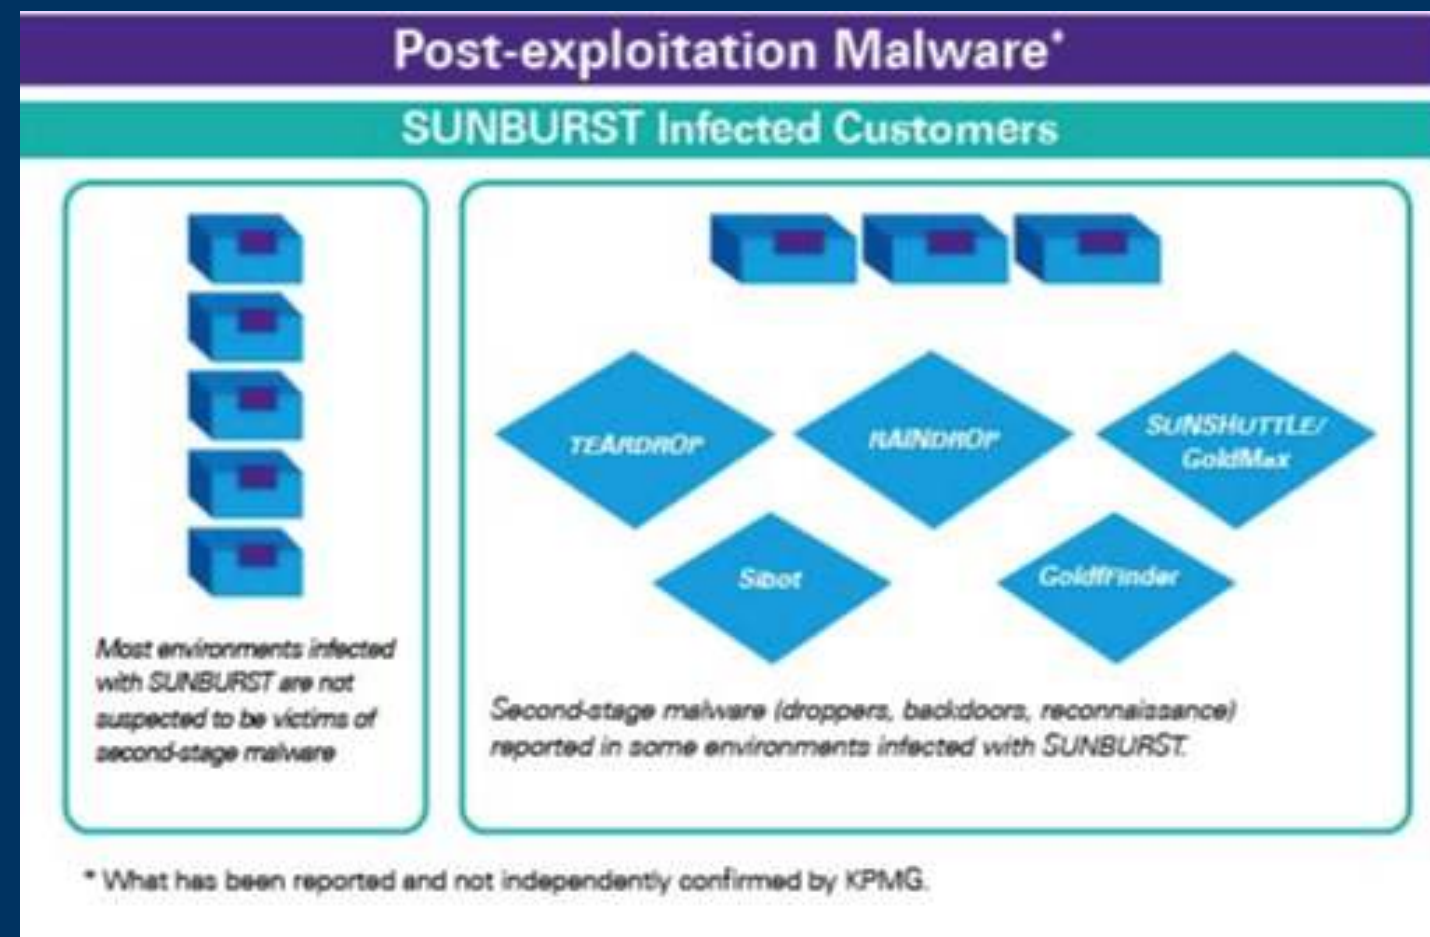 Post-exploitation Malware*
SUNBURST Infected Customers
Most environments infected
with SUNBURST are not
suspected to be victims of
second-stage malware
TEARDROP
RAINDROP
SUNSHUTTLE/
GoldMax
Sibot
GoldFinder
Second-stage malware (droppers, backdoors, reconnaissance)
reported in some environments infected with SUNBURST.
* What has been reported and not independently confirmed by KPMG.